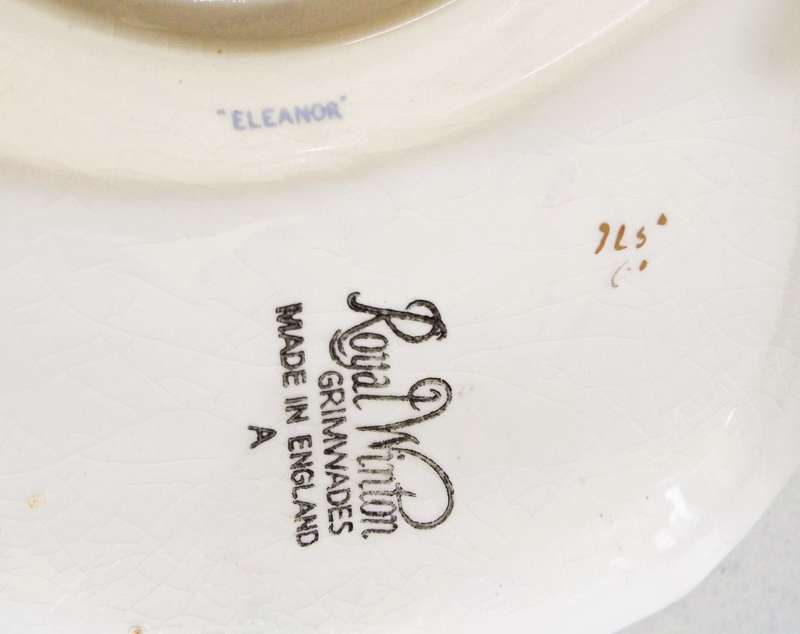 "ELEANOR"
Royal Winton
GRIMWADES
MADE IN ENGLAND
A